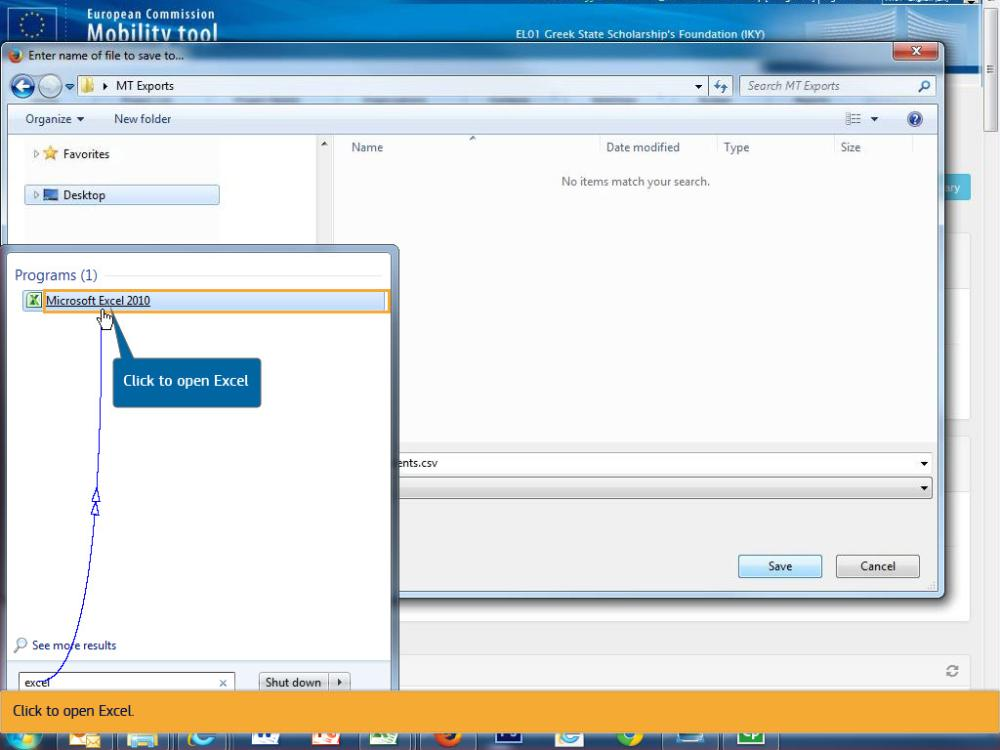 European Commission
Mobility tool
EL01 Greek State Scholarship's Foundation (IKY)
Enter name of file to save to...
MT Exports
Search MT Exports
Organize
New folder
Name
Date modified
Type
Size
Favorites
No items match your search.
Desktop
ary
Programs (1)
Microsoft Excel 2010
Click to open Excel
ents.csv
Save
Cancel
See more results
excel
Shut down
Click to open Excel.